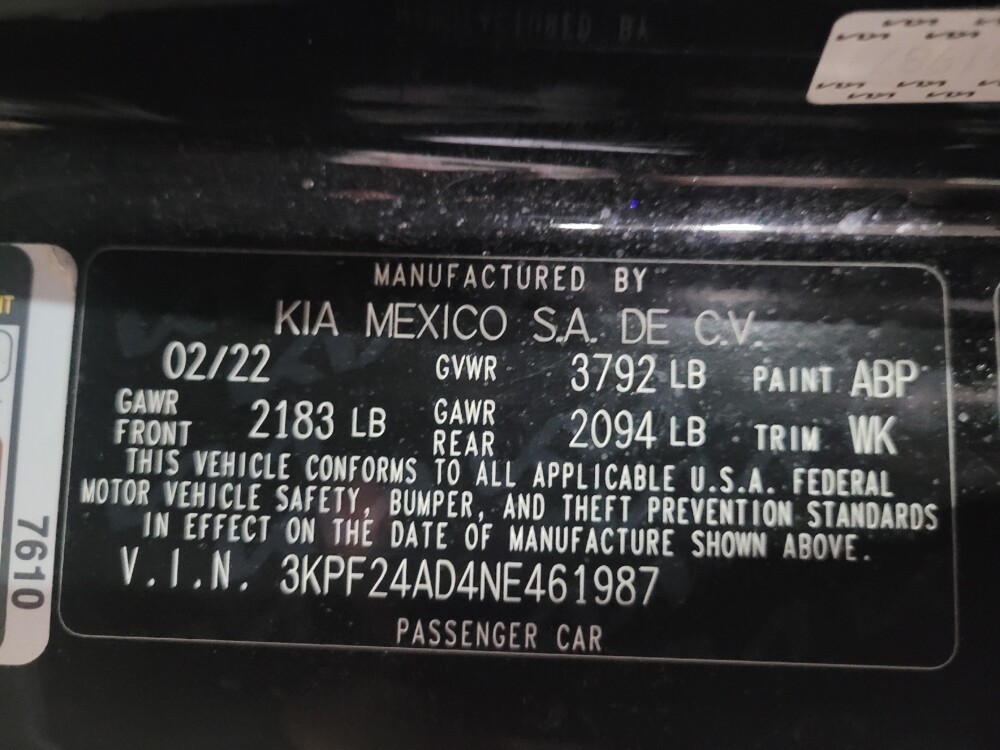 MANUFACTURED BY
KIA MEXICO S.A. DE C.V.
02/22 GVWR 3792 LB PAINT ABP
GAWR FRONT 2183 LB GAWR REAR 2094 LB TRIM WK
THIS VEHICLE CONFORMS TO ALL APPLICABLE U.S.A. FEDERAL
MOTOR VEHICLE SAFETY, BUMPER, AND THEFT PREVENTION STANDARDS
IN EFFECT ON THE DATE OF MANUFACTURE SHOWN ABOVE.
V.I.N. 3KPF24AD4NE461987
PASSENGER CAR
7610